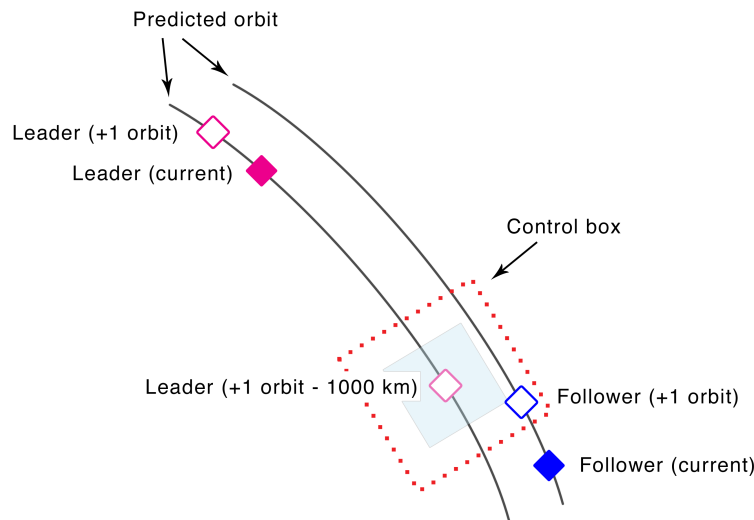 Predicted orbit
Leader (+1 orbit)
Leader (current)
Control box
Leader (+1 orbit - 1000 km)
Follower (+1 orbit)
Follower (current)